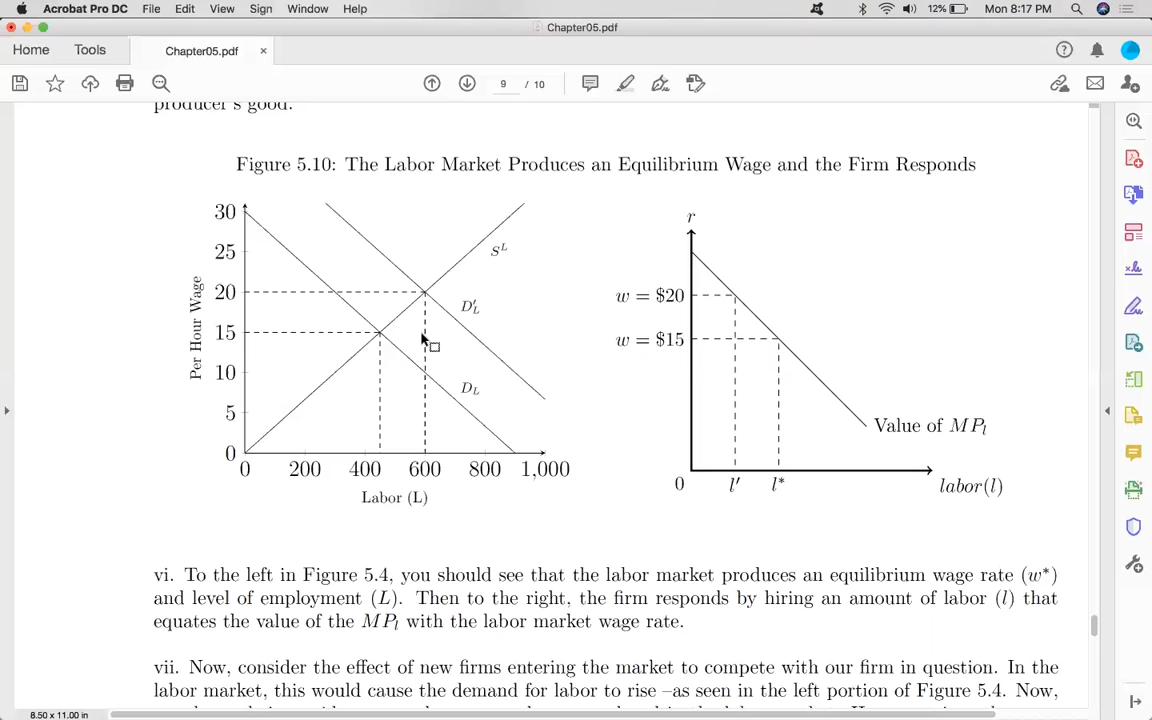 Acrobat Pro DC File Edit View Sign Window Help 12% Mon 8:17 PM
Chapter05.pdf
Home Tools Chapter05.pdf ×
9 / 10
producer's good.
Figure 5.10: The Labor Market Produces an Equilibrium Wage and the Firm Responds
30
25
20
15
10
5
0
0 200 400 600 800 1,000
Per Hour Wage
Labor (L)
S^L
D'_L
D_L
r
w = $20
w = $15
Value of MP_l
0 l′ l* labor(l)
vi. To the left in Figure 5.4, you should see that the labor market produces an equilibrium wage rate (w*)
and level of employment (L). Then to the right, the firm responds by hiring an amount of labor (l) that
equates the value of the MP_l with the labor market wage rate.
vii. Now, consider the effect of new firms entering the market to compete with our firm in question. In the
labor market, this would cause the demand for labor to rise –as seen in the left portion of Figure 5.4. Now,
8.50 x 11.00 in